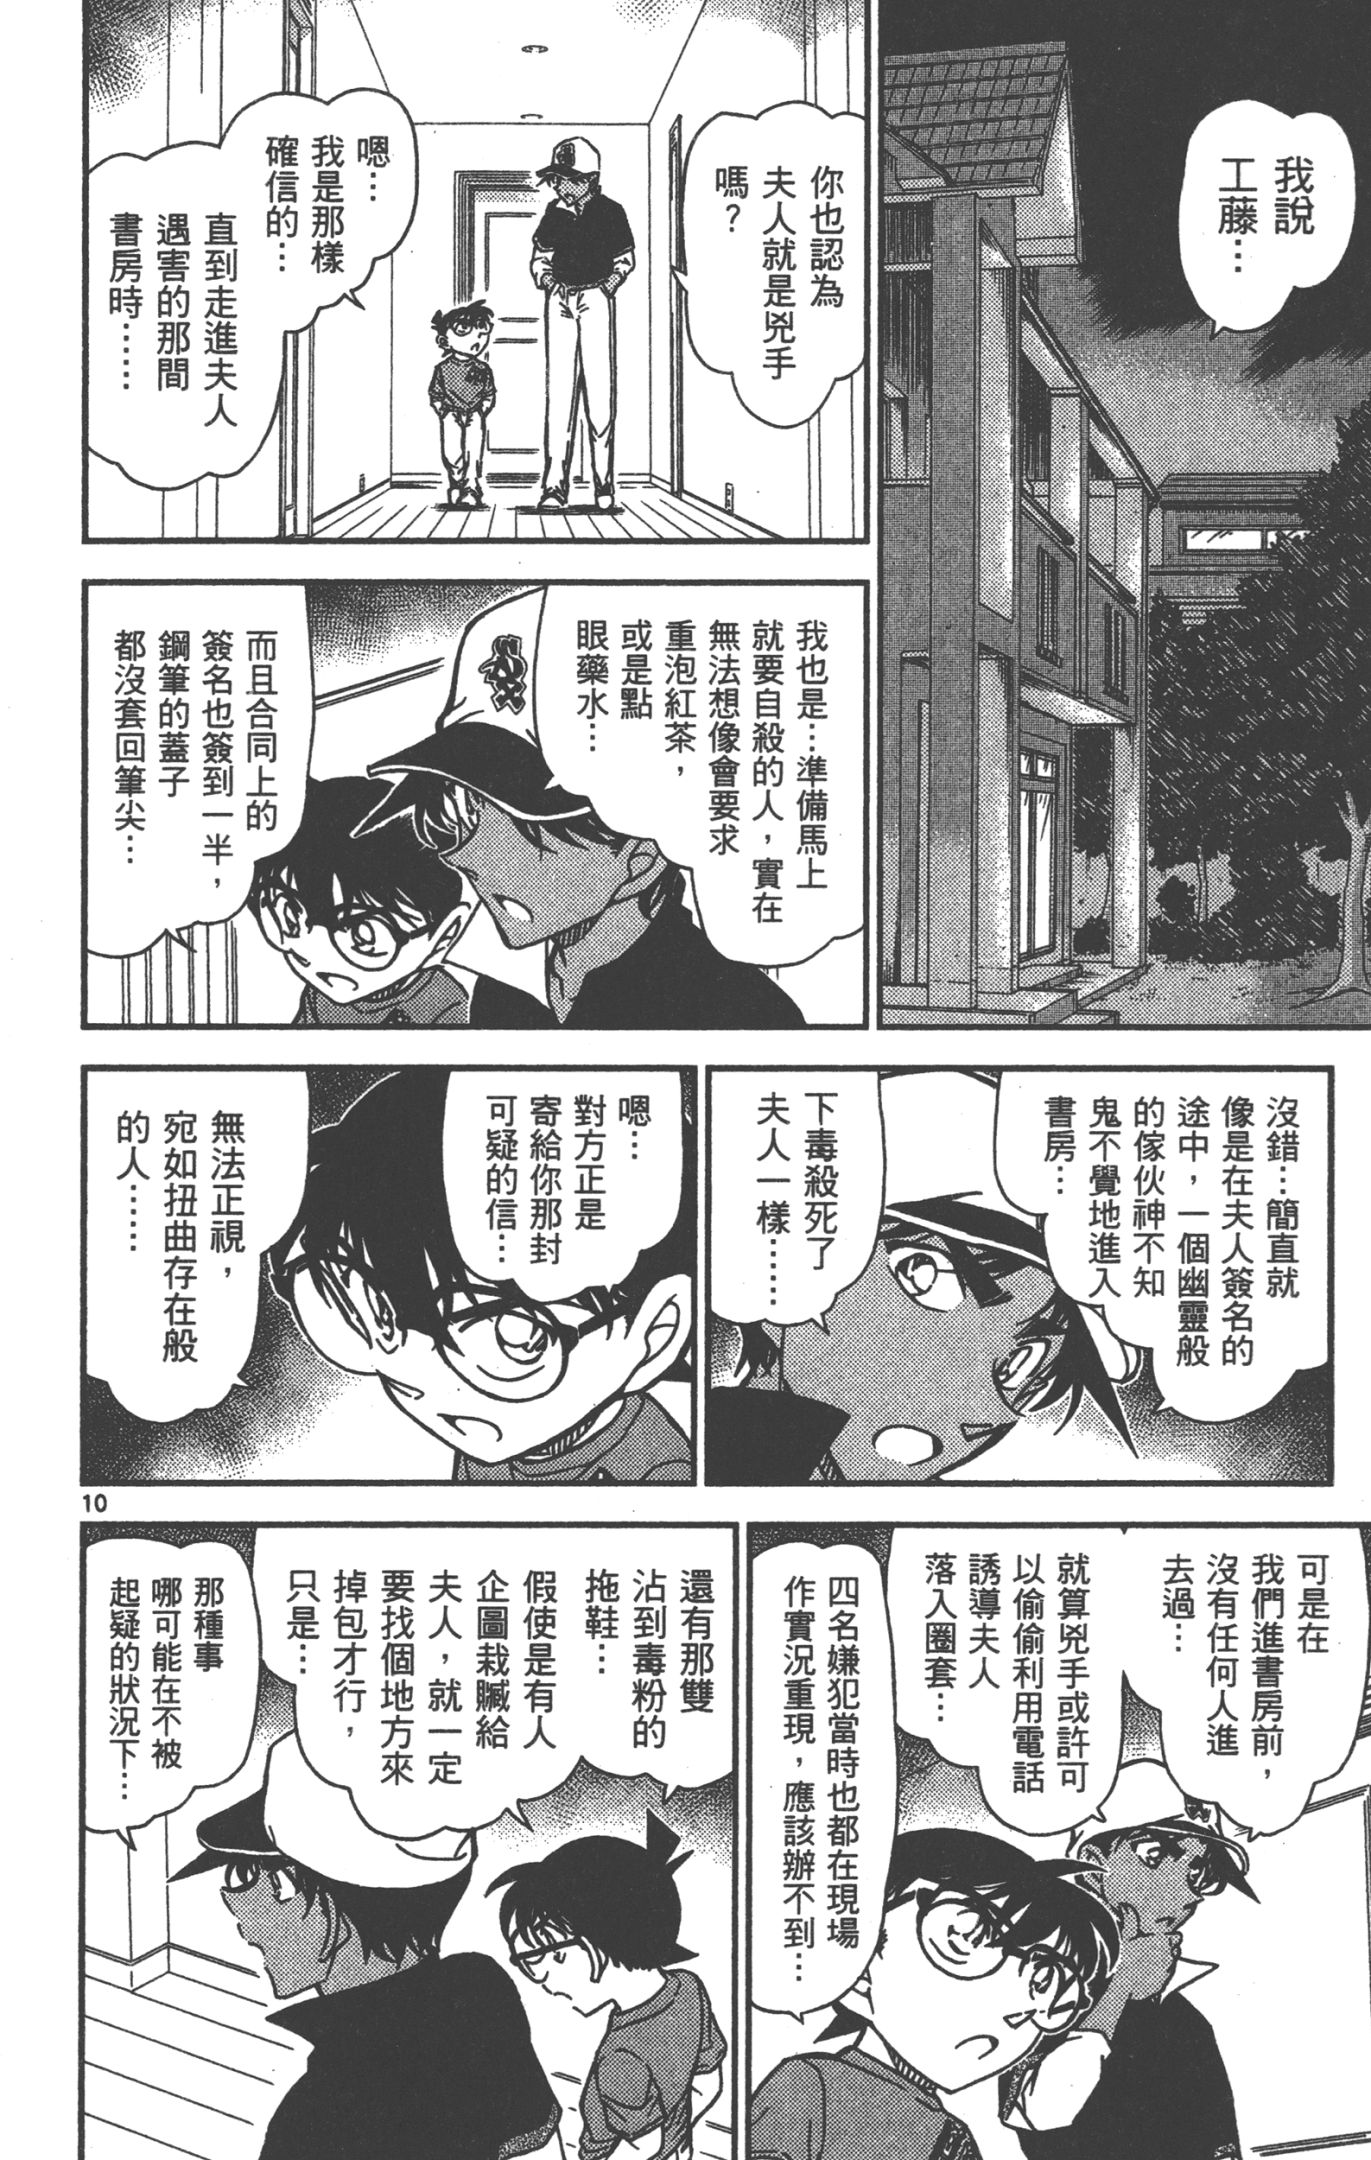 我說
工藤…
你也認為
夫人就是兇手
嗎？
嗯…
我是那樣
確信的…
直到走進夫人
遇害的那間
書房時……
我也是…準備馬上
就要自殺的人，實在
無法想像會要求
重泡紅茶，
或是點
眼藥水…
而且合同上的
簽名也簽到一半，
鋼筆的蓋子
都沒套回筆尖…
沒錯…簡直就
像是在夫人簽名的
途中，一個幽靈般
的傢伙神不知
鬼不覺地進入
書房…
下毒殺死了
夫人一樣……
嗯…
對方正是
寄給你那封
可疑的信…
無法正視，
宛如扭曲存在般
的人……
10
可是在
我們進書房前，
沒有任何人進
去過…
就算兇手或許可
以偷偷利用電話
誘導夫人
落入圈套…
四名嫌犯當時也都在現場
作實況重現，應該辦不到…
還有那雙
沾到毒粉的
拖鞋…
假使是有人
企圖栽贓給
夫人，就一定
要找個地方來
掉包才行，
只是…
那種事
哪可能在不被
起疑的狀況下…